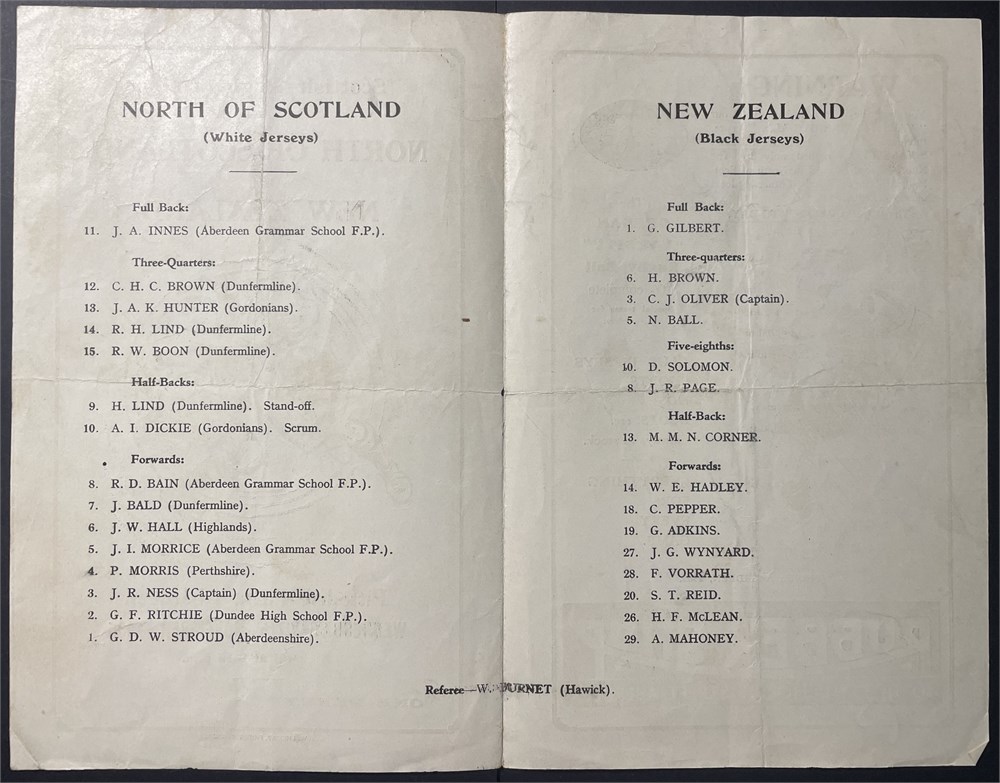 NORTH OF SCOTLAND
(White Jerseys)
Full Back:
11. J. A. INNES (Aberdeen Grammar School F.P.).
Three-Quarters:
12. C. H. C. BROWN (Dunfermline).
13. J. A. K. HUNTER (Gordonians).
14. R. H. LIND (Dunfermline).
15. R. W. BOON (Dunfermline).
Half-Backs:
9. H. LIND (Dunfermline). Stand-off.
10. A. I. DICKIE (Gordonians). Scrum.
Forwards:
8. R. D. BAIN (Aberdeen Grammar School F.P.).
7. J. BALD (Dunfermline).
6. J. W. HALL (Highlands).
5. J. I. MORRICE (Aberdeen Grammar School F.P.).
4. P. MORRIS (Perthshire).
3. J. R. NESS (Captain) (Dunfermline).
2. G. F. RITCHIE (Dundee High School F.P.).
1. G. D. W. STROUD (Aberdeenshire).
NEW ZEALAND
(Black Jerseys)
Full Back:
1. G. GILBERT.
Three-quarters:
6. H. BROWN.
3. C. J. OLIVER (Captain).
5. N. BALL.
Five-eighths:
10. D. SOLOMON.
8. J. R. PAGE.
Half-Back:
13. M. M. N. CORNER.
Forwards:
14. W. E. HADLEY.
18. C. PEPPER.
19. G. ADKINS.
27. J. G. WYNYARD.
28. F. VORRATH.
20. S. T. REID.
26. H. F. McLEAN.
29. A. MAHONEY.
Referee—W. BURNET (Hawick).